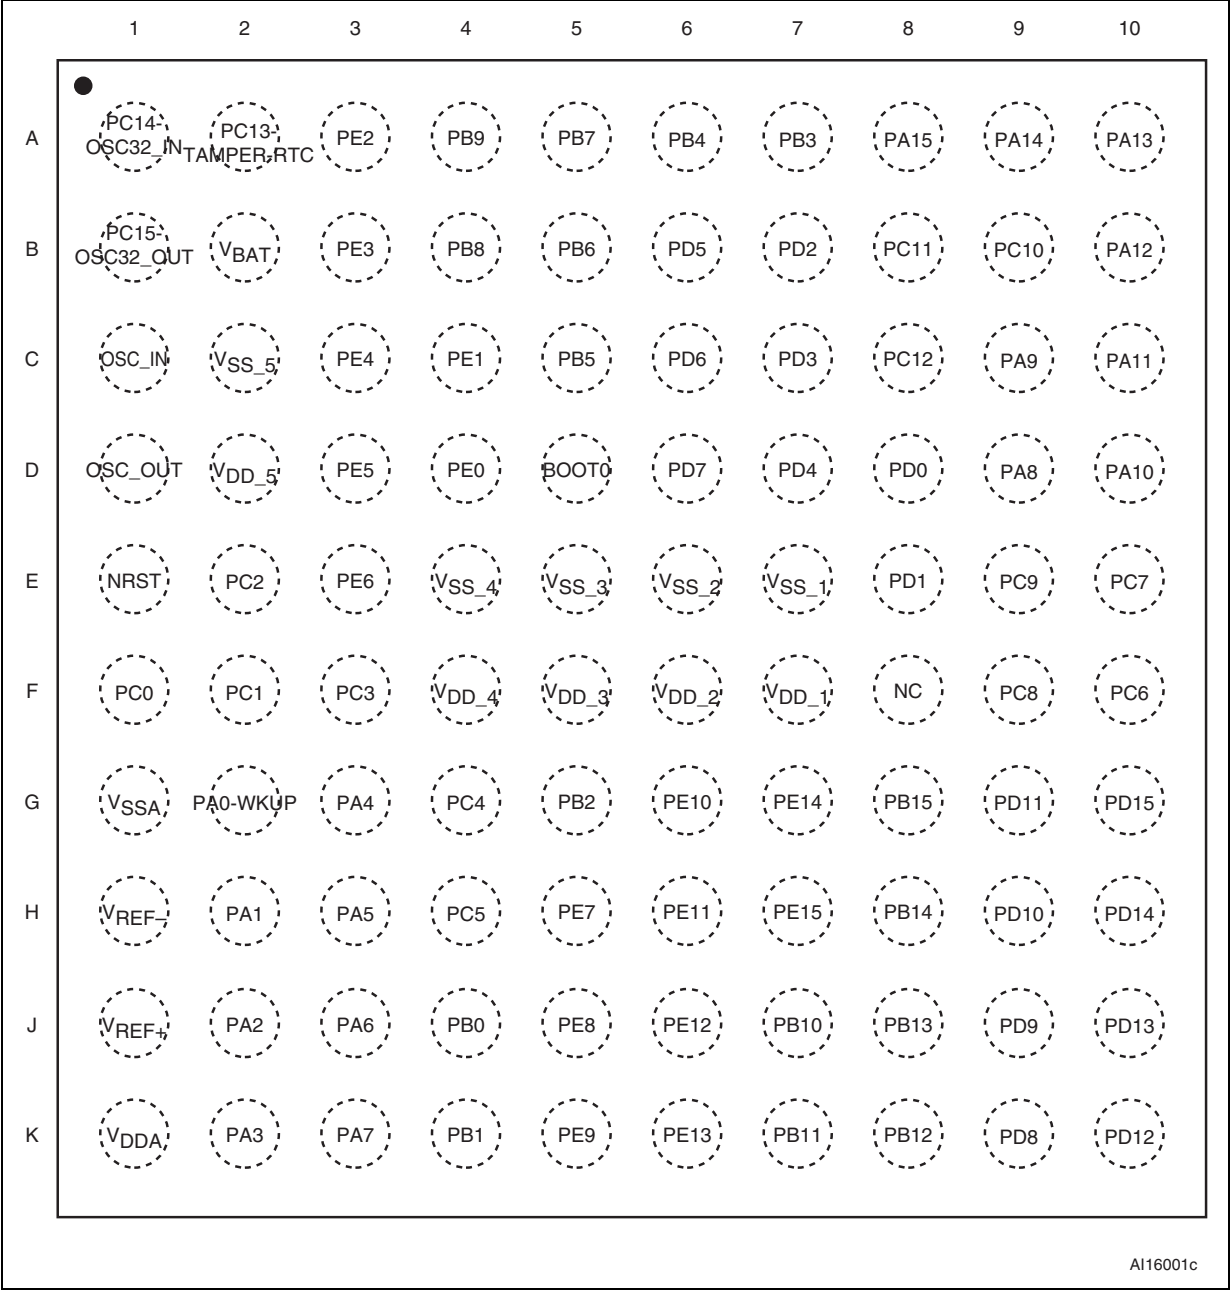 1 2 3 4 5 6 7 8 9 10
A PC14-OSC32_IN PC13-TAMPER-RTC PE2 PB9 PB7 PB4 PB3 PA15 PA14 PA13
B PC15-OSC32_OUT VBAT PE3 PB8 PB6 PD5 PD2 PC11 PC10 PA12
C OSC_IN VSS_5 PE4 PE1 PB5 PD6 PD3 PC12 PA9 PA11
D OSC_OUT VDD_5 PE5 PE0 BOOT0 PD7 PD4 PD0 PA8 PA10
E NRST PC2 PE6 VSS_4 VSS_3 VSS_2 VSS_1 PD1 PC9 PC7
F PC0 PC1 PC3 VDD_4 VDD_3 VDD_2 VDD_1 NC PC8 PC6
G VSSA PA0-WKUP PA4 PC4 PB2 PE10 PE14 PB15 PD11 PD15
H VREF– PA1 PA5 PC5 PE7 PE11 PE15 PB14 PD10 PD14
J VREF+ PA2 PA6 PB0 PE8 PE12 PB10 PB13 PD9 PD13
K VDDA PA3 PA7 PB1 PE9 PE13 PB11 PB12 PD8 PD12
AI16001c